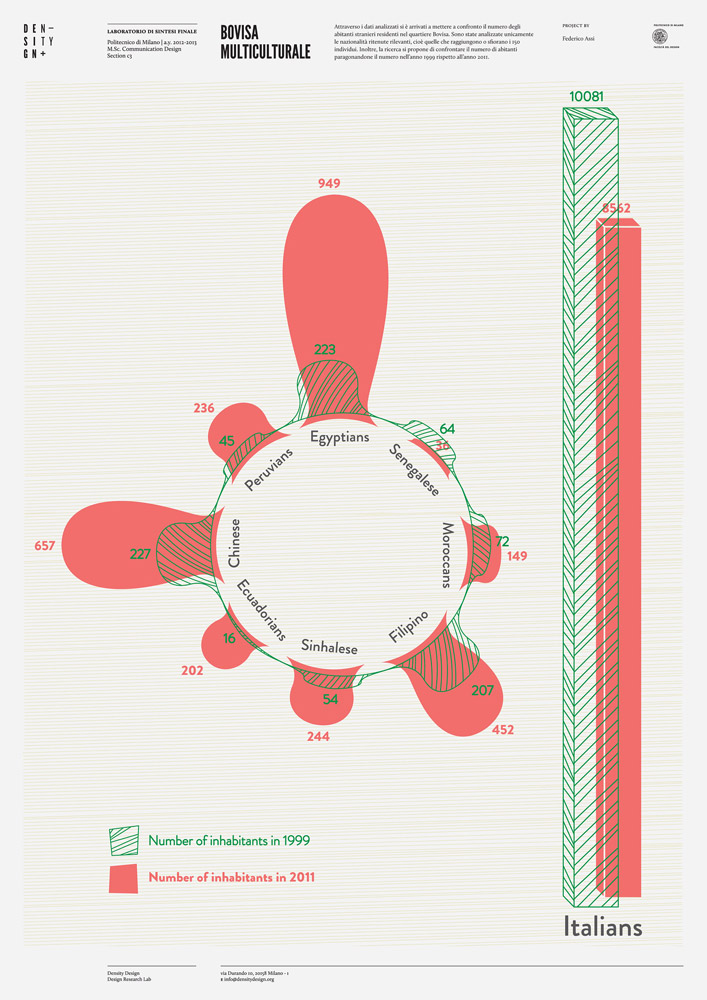 DEN–
SITY
GN+
LABORATORIO DI SINTESI FINALE
Politecnico di Milano | a.y. 2012-2013
M.Sc. Communication Design
Section c3
BOVISA
MULTICULTURALE
Attraverso i dati analizzati si è arrivati a mettere a confronto il numero degli
abitanti stranieri residenti nel quartiere Bovisa. Sono state analizzate unicamente
le nazionalità ritenute rilevanti, cioè quelle che raggiungono o sfiorano i 150
individui. Inoltre, la ricerca si propone di confrontare il numero di abitanti
paragonandone il numero nell'anno 1999 rispetto all'anno 2011.
PROJECT BY
Federico Assi
POLITECNICO DI MILANO
10081
8562
949
223
236
45
64
36
Egyptians
Peruvians
Senegalese
657
227
Chinese
Moroccans
72
149
Ecuadorians
Filipino
Sinhalese
16
202
54
244
207
452
Number of inhabitants in 1999
Number of inhabitants in 2011
Italians
Density Design
Design Research Lab
via Durando 10, 20158 Milano - I
E info@densitydesign.org